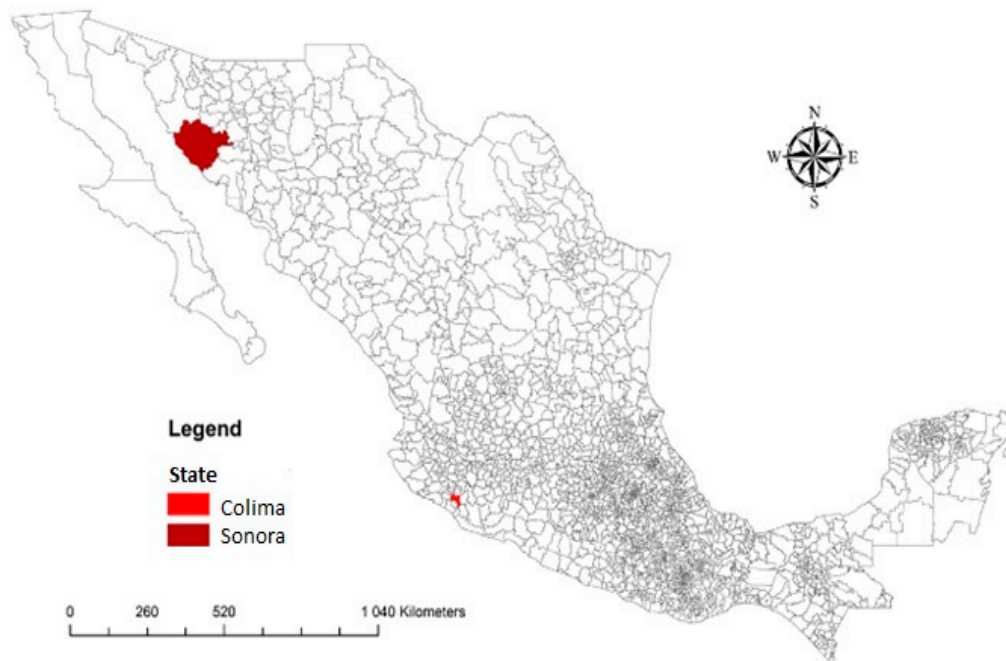 N
W E
S
Legend
State
Colima
Sonora
0 260 520 1 040 Kilometers